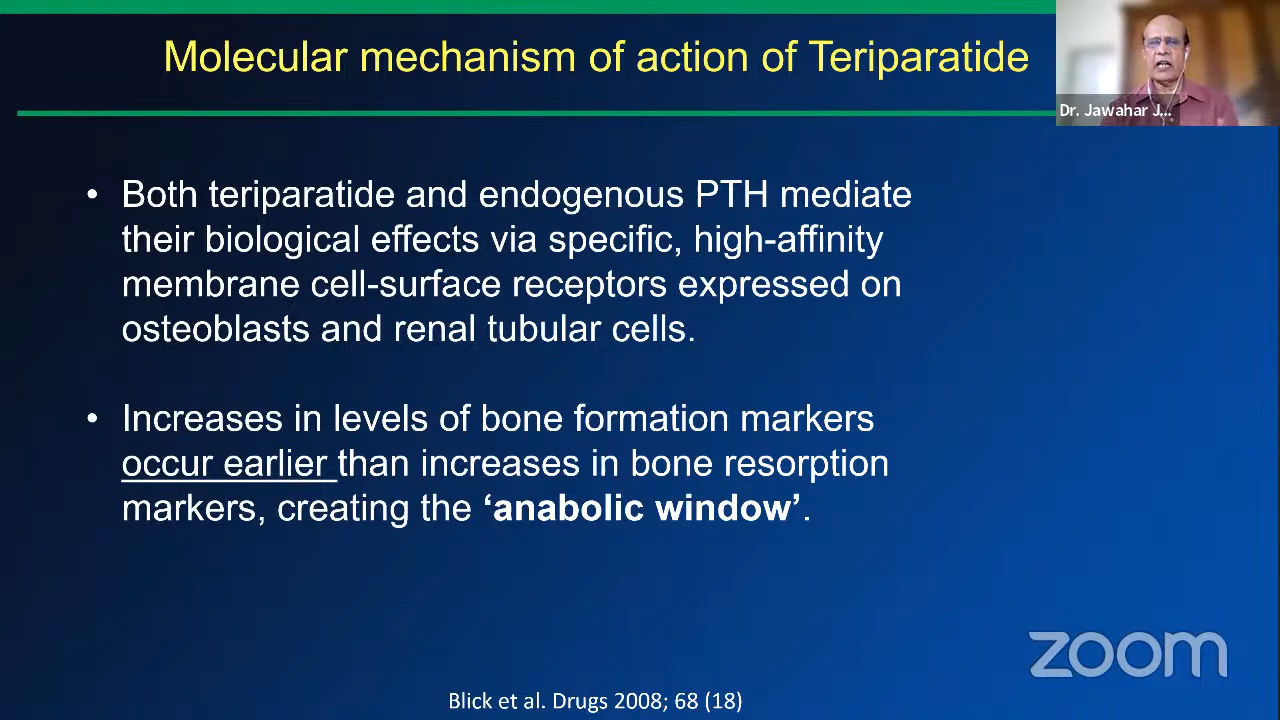 Molecular mechanism of action of Teriparatide
Dr. Jawahar J...
• Both teriparatide and endogenous PTH mediate
their biological effects via specific, high-affinity
membrane cell-surface receptors expressed on
osteoblasts and renal tubular cells.
• Increases in levels of bone formation markers
occur earlier than increases in bone resorption
markers, creating the ‘anabolic window’.
zoom
Blick et al. Drugs 2008; 68 (18)